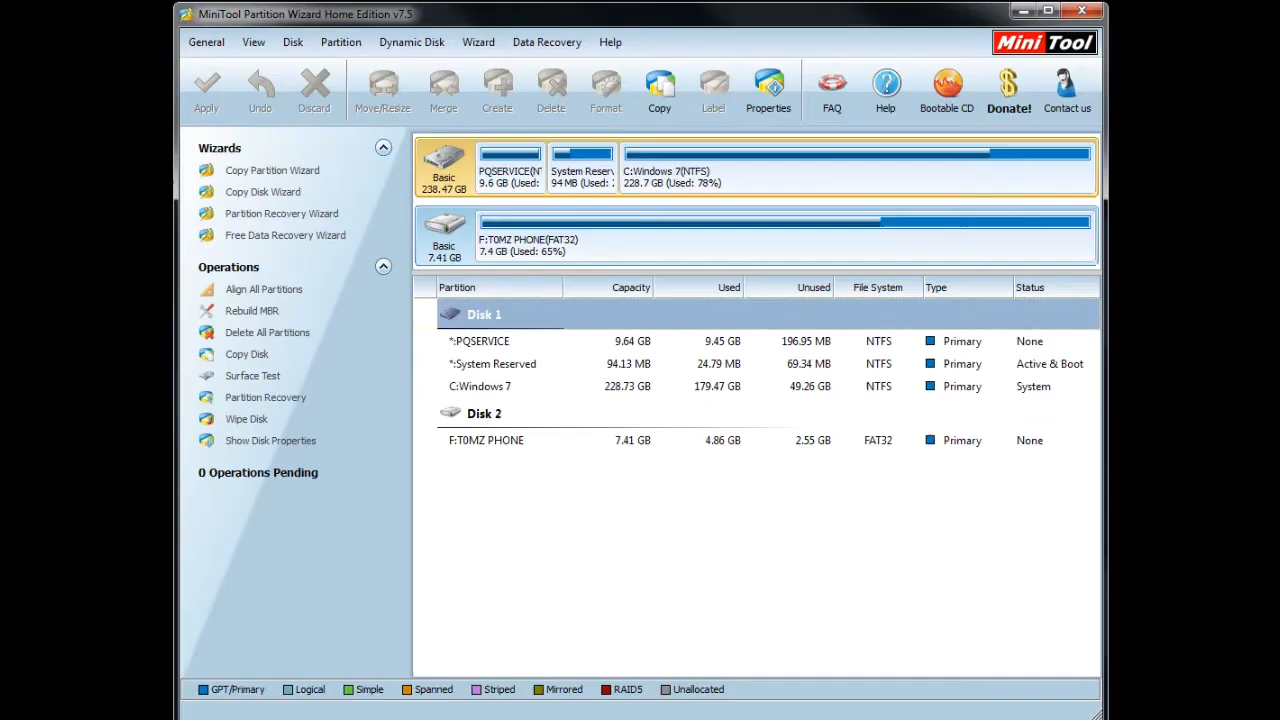 MiniTool Partition Wizard Home Edition v7.5
General View Disk Partition Dynamic Disk Wizard Data Recovery Help
Mini Tool
Apply Undo Discard Move/Resize Merge Create Delete Format Copy Label Properties FAQ Help Bootable CD Donate! Contact us
Wizards
Copy Partition Wizard
Copy Disk Wizard
Partition Recovery Wizard
Free Data Recovery Wizard
Operations
Align All Partitions
Rebuild MBR
Delete All Partitions
Copy Disk
Surface Test
Partition Recovery
Wipe Disk
Show Disk Properties
0 Operations Pending
Basic
238.47 GB
PQSERVICE(NT
9.6 GB (Used:
System Reserv
94 MB (Used:
C:Windows 7(NTFS)
228.7 GB (Used: 78%)
Basic
7.41 GB
F:T0MZ PHONE(FAT32)
7.4 GB (Used: 65%)
Partition Capacity Used Unused File System Type Status
Disk 1
*:PQSERVICE 9.64 GB 9.45 GB 196.95 MB NTFS Primary None
*:System Reserved 94.13 MB 24.79 MB 69.34 MB NTFS Primary Active & Boot
C:Windows 7 228.73 GB 179.47 GB 49.26 GB NTFS Primary System
Disk 2
F:T0MZ PHONE 7.41 GB 4.86 GB 2.55 GB FAT32 Primary None
GPT/Primary Logical Simple Spanned Striped Mirrored RAID5 Unallocated